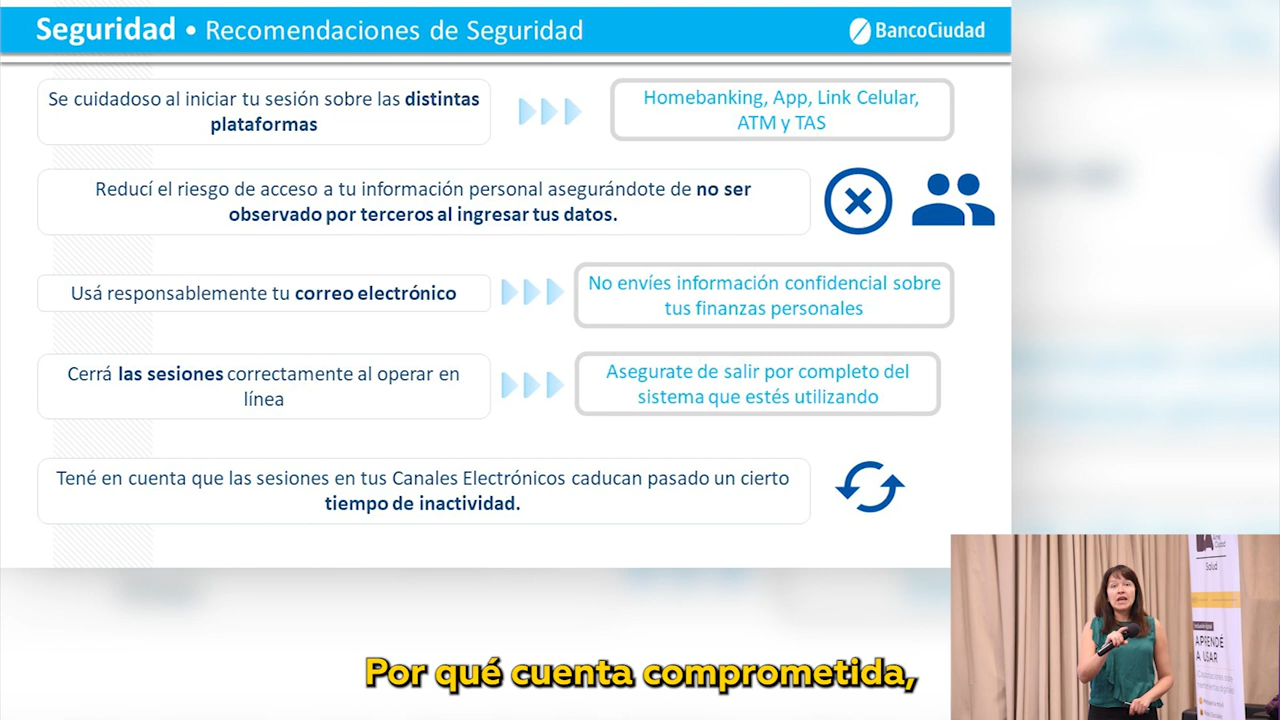 Seguridad • Recomendaciones de Seguridad
BancoCiudad
Se cuidadoso al iniciar tu sesión sobre las distintas
plataformas
Homebanking, App, Link Celular,
ATM y TAS
Reducí el riesgo de acceso a tu información personal asegurándote de no ser
observado por terceros al ingresar tus datos.
Usá responsablemente tu correo electrónico
No envíes información confidencial sobre
tus finanzas personales
Cerrá las sesiones correctamente al operar en
línea
Asegurate de salir por completo del
sistema que estés utilizando
Tené en cuenta que las sesiones en tus Canales Electrónicos caducan pasado un cierto
tiempo de inactividad.
Salud
APRENDÉ
A USAR
Por qué cuenta comprometida,